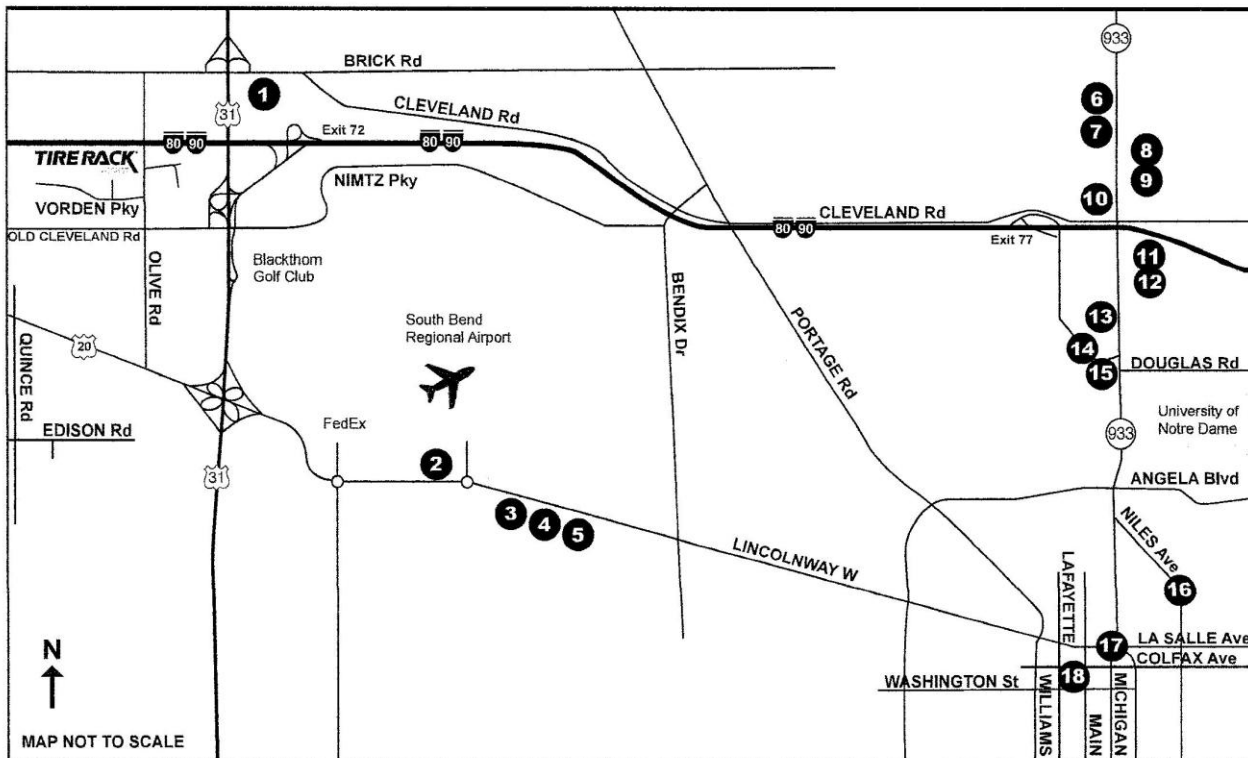 933
BRICK Rd
1
6
31
CLEVELAND Rd
7
Exit 72
80 90
80 90
8
TIRE RACK
9
NIMTZ Pky
10
VORDEN Pky
CLEVELAND Rd
80 90
OLD CLEVELAND Rd
Exit 77
11
Blackthorn
Golf Club
12
OLIVE Rd
BENDIX Dr
13
South Bend
Regional Airport
PORTAGE Rd
20
14
QUINCE Rd
15
DOUGLAS Rd
University of
Notre Dame
FedEx
EDISON Rd
933
2
31
ANGELA Blvd
3
4
5
NILES Ave
LINCOLNWAY W
LAFAYETTE
16
N
17
LA SALLE Ave
COLFAX Ave
18
WASHINGTON St
WILLIAMS
MAIN
MICHIGAN
MAP NOT TO SCALE